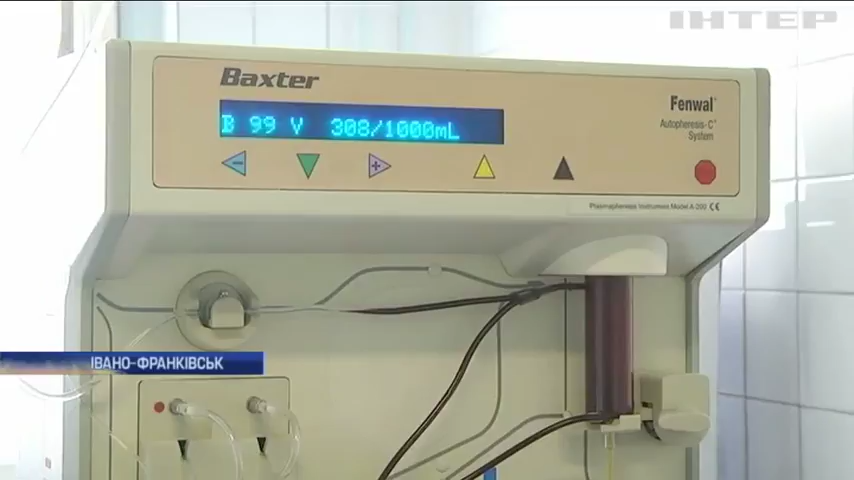 ІНТЕР
Baxter
B 99 V 308/1000mL
Fenwal®
Autopheresis-C®
System
Plasmapheresis Instrument Model A-200 CE
ІВАНО-ФРАНКІВСЬК